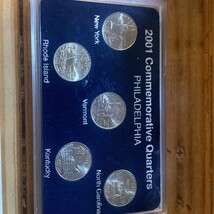 2001 Commemorative Quarters
PHILADELPHIA
New York
North Carolina
Rhode Island
Vermont
Kentucky